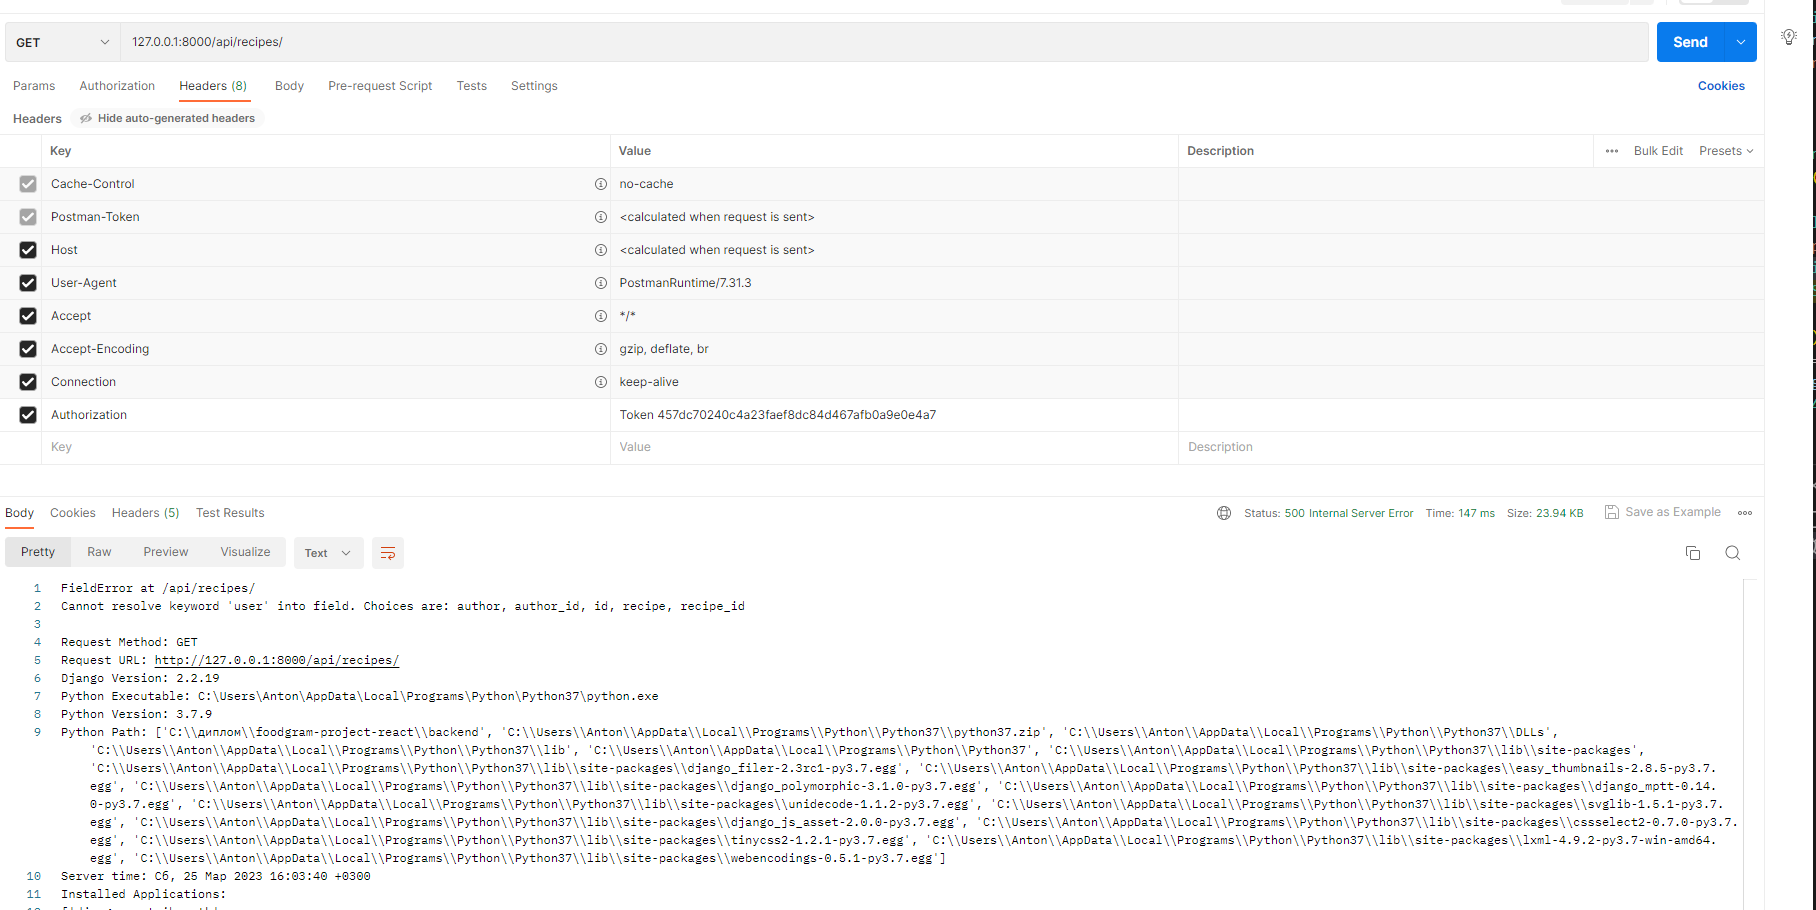 GET
127.0.0.1:8000/api/recipes/
Send
Params Authorization Headers (8) Body Pre-request Script Tests Settings Cookies
Headers Hide auto-generated headers
Key Value Description Bulk Edit Presets
Cache-Control no-cache
Postman-Token <calculated when request is sent>
Host <calculated when request is sent>
User-Agent PostmanRuntime/7.31.3
Accept */*
Accept-Encoding gzip, deflate, br
Connection keep-alive
Authorization Token 457dc70240c4a23faef8dc84d467afb0a9e0e4a7
Key Value Description
Body Cookies Headers (5) Test Results Status: 500 Internal Server Error Time: 147 ms Size: 23.94 KB Save as Example
Pretty Raw Preview Visualize Text
1 FieldError at /api/recipes/
2 Cannot resolve keyword 'user' into field. Choices are: author, author_id, id, recipe, recipe_id
3
4 Request Method: GET
5 Request URL: http://127.0.0.1:8000/api/recipes/
6 Django Version: 2.2.19
7 Python Executable: C:\Users\Anton\AppData\Local\Programs\Python\Python37\python.exe
8 Python Version: 3.7.9
9 Python Path: ['C:\\диплом\\foodgram-project-react\\backend', 'C:\\Users\\Anton\\AppData\\Local\\Programs\\Python\\Python37\\python37.zip', 'C:\\Users\\Anton\\AppData\\Local\\Programs\\Python\\Python37\\DLLs',
'C:\\Users\\Anton\\AppData\\Local\\Programs\\Python\\Python37\\lib', 'C:\\Users\\Anton\\AppData\\Local\\Programs\\Python\\Python37', 'C:\\Users\\Anton\\AppData\\Local\\Programs\\Python\\Python37\\lib\\site-packages',
'C:\\Users\\Anton\\AppData\\Local\\Programs\\Python\\Python37\\lib\\site-packages\\django_filer-2.3rc1-py3.7.egg', 'C:\\Users\\Anton\\AppData\\Local\\Programs\\Python\\Python37\\lib\\site-packages\\easy_thumbnails-2.8.5-py3.7.
egg', 'C:\\Users\\Anton\\AppData\\Local\\Programs\\Python\\Python37\\lib\\site-packages\\django_polymorphic-3.1.0-py3.7.egg', 'C:\\Users\\Anton\\AppData\\Local\\Programs\\Python\\Python37\\lib\\site-packages\\django_mptt-0.14.
0-py3.7.egg', 'C:\\Users\\Anton\\AppData\\Local\\Programs\\Python\\Python37\\lib\\site-packages\\unidecode-1.1.2-py3.7.egg', 'C:\\Users\\Anton\\AppData\\Local\\Programs\\Python\\Python37\\lib\\site-packages\\svglib-1.5.1-py3.7.
egg', 'C:\\Users\\Anton\\AppData\\Local\\Programs\\Python\\Python37\\lib\\site-packages\\django_js_asset-2.0.0-py3.7.egg', 'C:\\Users\\Anton\\AppData\\Local\\Programs\\Python\\Python37\\lib\\site-packages\\cssselect2-0.7.0-py3.7.
egg', 'C:\\Users\\Anton\\AppData\\Local\\Programs\\Python\\Python37\\lib\\site-packages\\tinycss2-1.2.1-py3.7.egg', 'C:\\Users\\Anton\\AppData\\Local\\Programs\\Python\\Python37\\lib\\site-packages\\lxml-4.9.2-py3.7-win-amd64.
egg', 'C:\\Users\\Anton\\AppData\\Local\\Programs\\Python\\Python37\\lib\\site-packages\\webencodings-0.5.1-py3.7.egg']
10 Server time: Сб, 25 Мар 2023 16:03:40 +0300
11 Installed Applications: